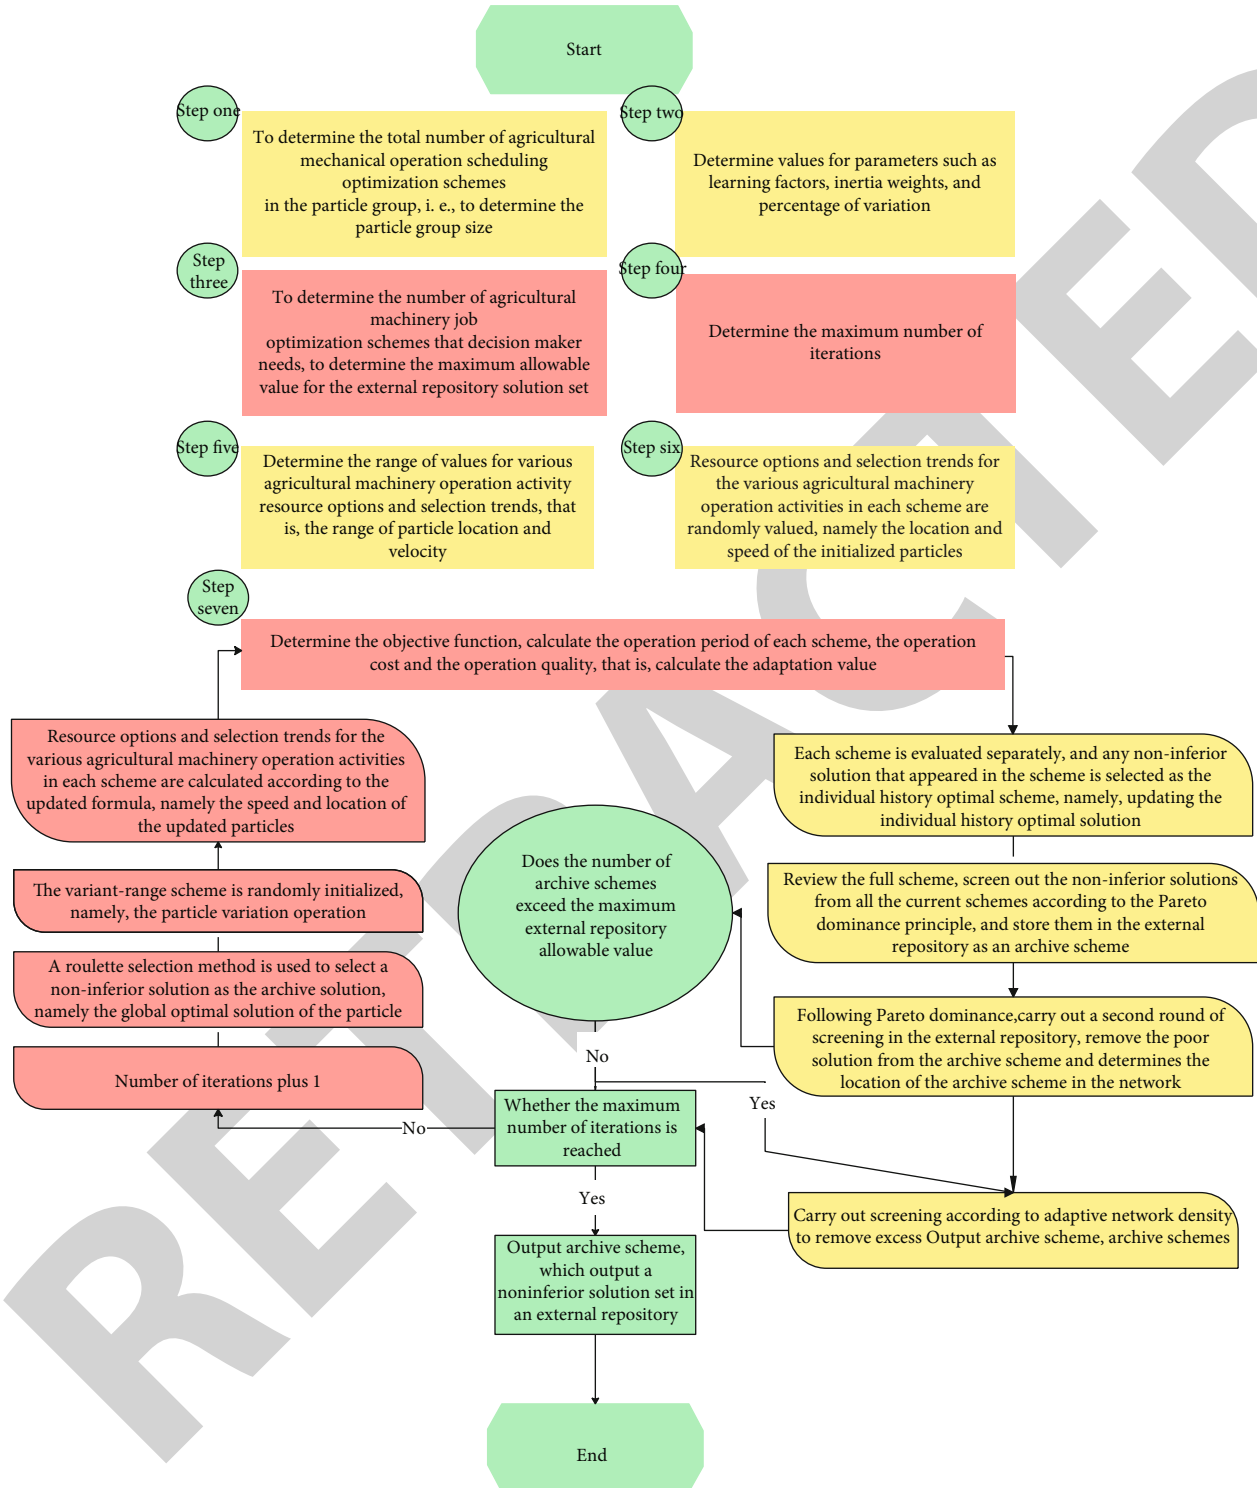 Start
Step one
To determine the total number of agricultural
mechanical operation scheduling
optimization schemes
in the particle group, i. e., to determine the
particle group size
Step two
Determine values for parameters such as
learning factors, inertia weights, and
percentage of variation
Step
three
To determine the number of agricultural
machinery job
optimization schemes that decision maker
needs, to determine the maximum allowable
value for the external repository solution set
Step four
Determine the maximum number of
iterations
Step five
Determine the range of values for various
agricultural machinery operation activity
resource options and selection trends, that
is, the range of particle location and
velocity
Step six
Resource options and selection trends for
the various agricultural machinery
operation activities in each scheme are
randomly valued, namely the location and
speed of the initialized particles
Step
seven
Determine the objective function, calculate the operation period of each scheme, the operation
cost and the operation quality, that is, calculate the adaptation value
Resource options and selection trends for the
various agricultural machinery operation activities
in each scheme are calculated according to the
updated formula, namely the speed and location of
the updated particles
The variant-range scheme is randomly initialized,
namely, the particle variation operation
A roulette selection method is used to select a
non-inferior solution as the archive solution,
namely the global optimal solution of the particle
Number of iterations plus 1
Does the number of
archive schemes
exceed the maximum
external repository
allowable value
Each scheme is evaluated separately, and any non-inferior
solution that appeared in the scheme is selected as the
individual history optimal scheme, namely, updating the
individual history optimal solution
Review the full scheme, screen out the non-inferior solutions
from all the current schemes according to the Pareto
dominance principle, and store them in the external
repository as an archive scheme
Following Pareto dominance,carry out a second round of
screening in the external repository, remove the poor
solution from the archive scheme and determines the
location of the archive scheme in the network
No
Yes
Whether the maximum
number of iterations is
reached
No
Yes
Carry out screening according to adaptive network density
to remove excess Output archive scheme, archive schemes
Output archive scheme,
which output a
noninferior solution set in
an external repository
End
RETRACTED